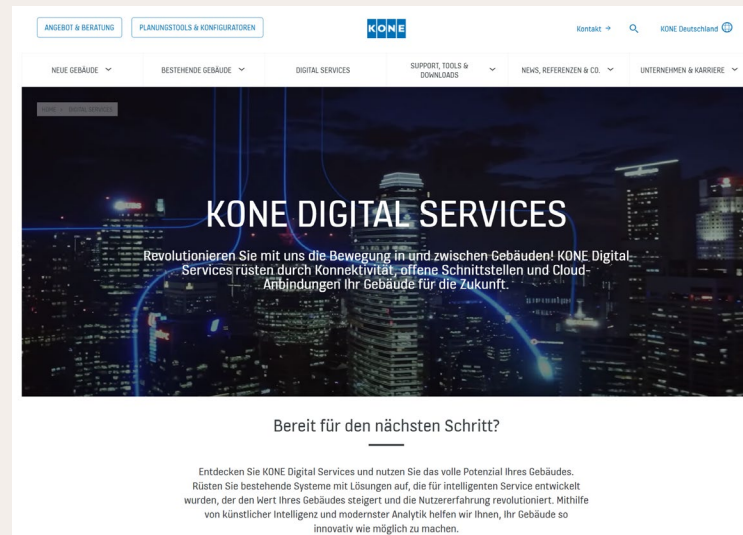 ANGEBOT & BERATUNG
PLANUNGSTOOLS & KONFIGURATOREN
KONE
Kontakt →
KONE Deutschland
NEUE GEBÄUDE
BESTEHENDE GEBÄUDE
DIGITAL SERVICES
SUPPORT, TOOLS &
DOWNLOADS
NEWS, REFERENZEN & CO.
UNTERNEHMEN & KARRIERE
HOME
DIGITAL SERVICES
KONE DIGITAL SERVICES
Revolutionieren Sie mit uns die Bewegung in und zwischen Gebäuden! KONE Digital
Services rüsten durch Konnektivität, offene Schnittstellen und Cloud-
Anbindungen Ihr Gebäude für die Zukunft.
Bereit für den nächsten Schritt?
Entdecken Sie KONE Digital Services und nutzen Sie das volle Potenzial Ihres Gebäudes.
Rüsten Sie bestehende Systeme mit Lösungen auf, die für intelligenten Service entwickelt
wurden, der den Wert Ihres Gebäudes steigert und die Nutzererfahrung revolutioniert. Mithilfe
von künstlicher Intelligenz und modernster Analytik helfen wir Ihnen, Ihr Gebäude so
innovativ wie möglich zu machen.